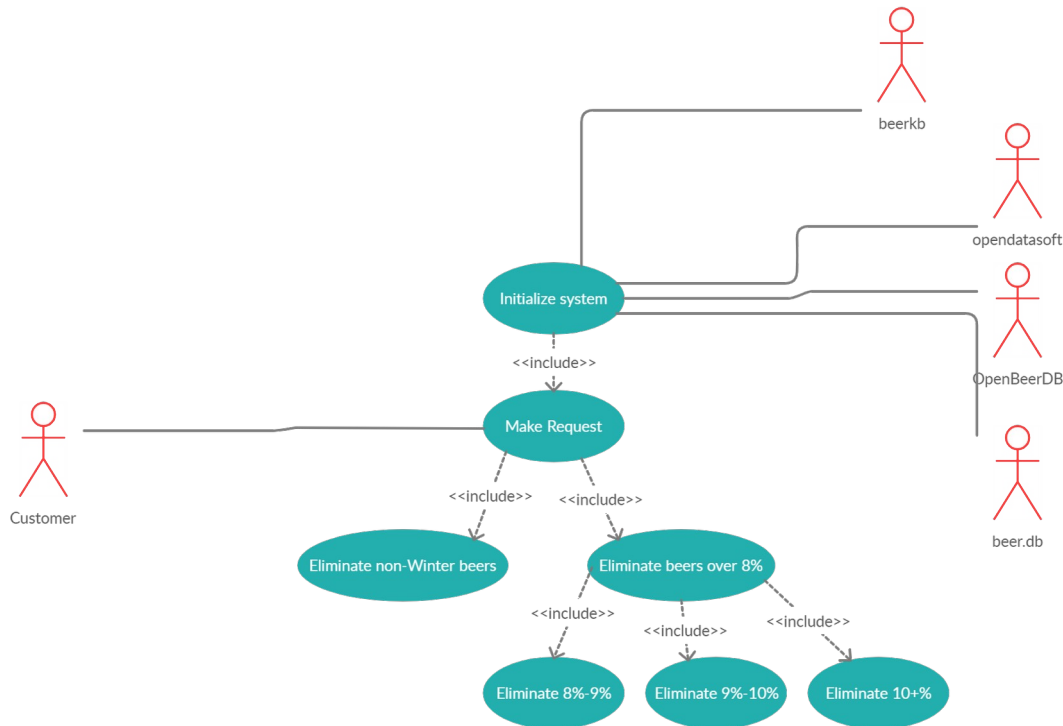 beerkb
opendatasoft
Initialize system
OpenBeerDB
<<include>>
Make Request
Customer
beer.db
<<include>>
<<include>>
Eliminate non-Winter beers
Eliminate beers over 8%
<<include>>
<<include>>
<<include>>
Eliminate 8%-9%
Eliminate 9%-10%
Eliminate 10+%